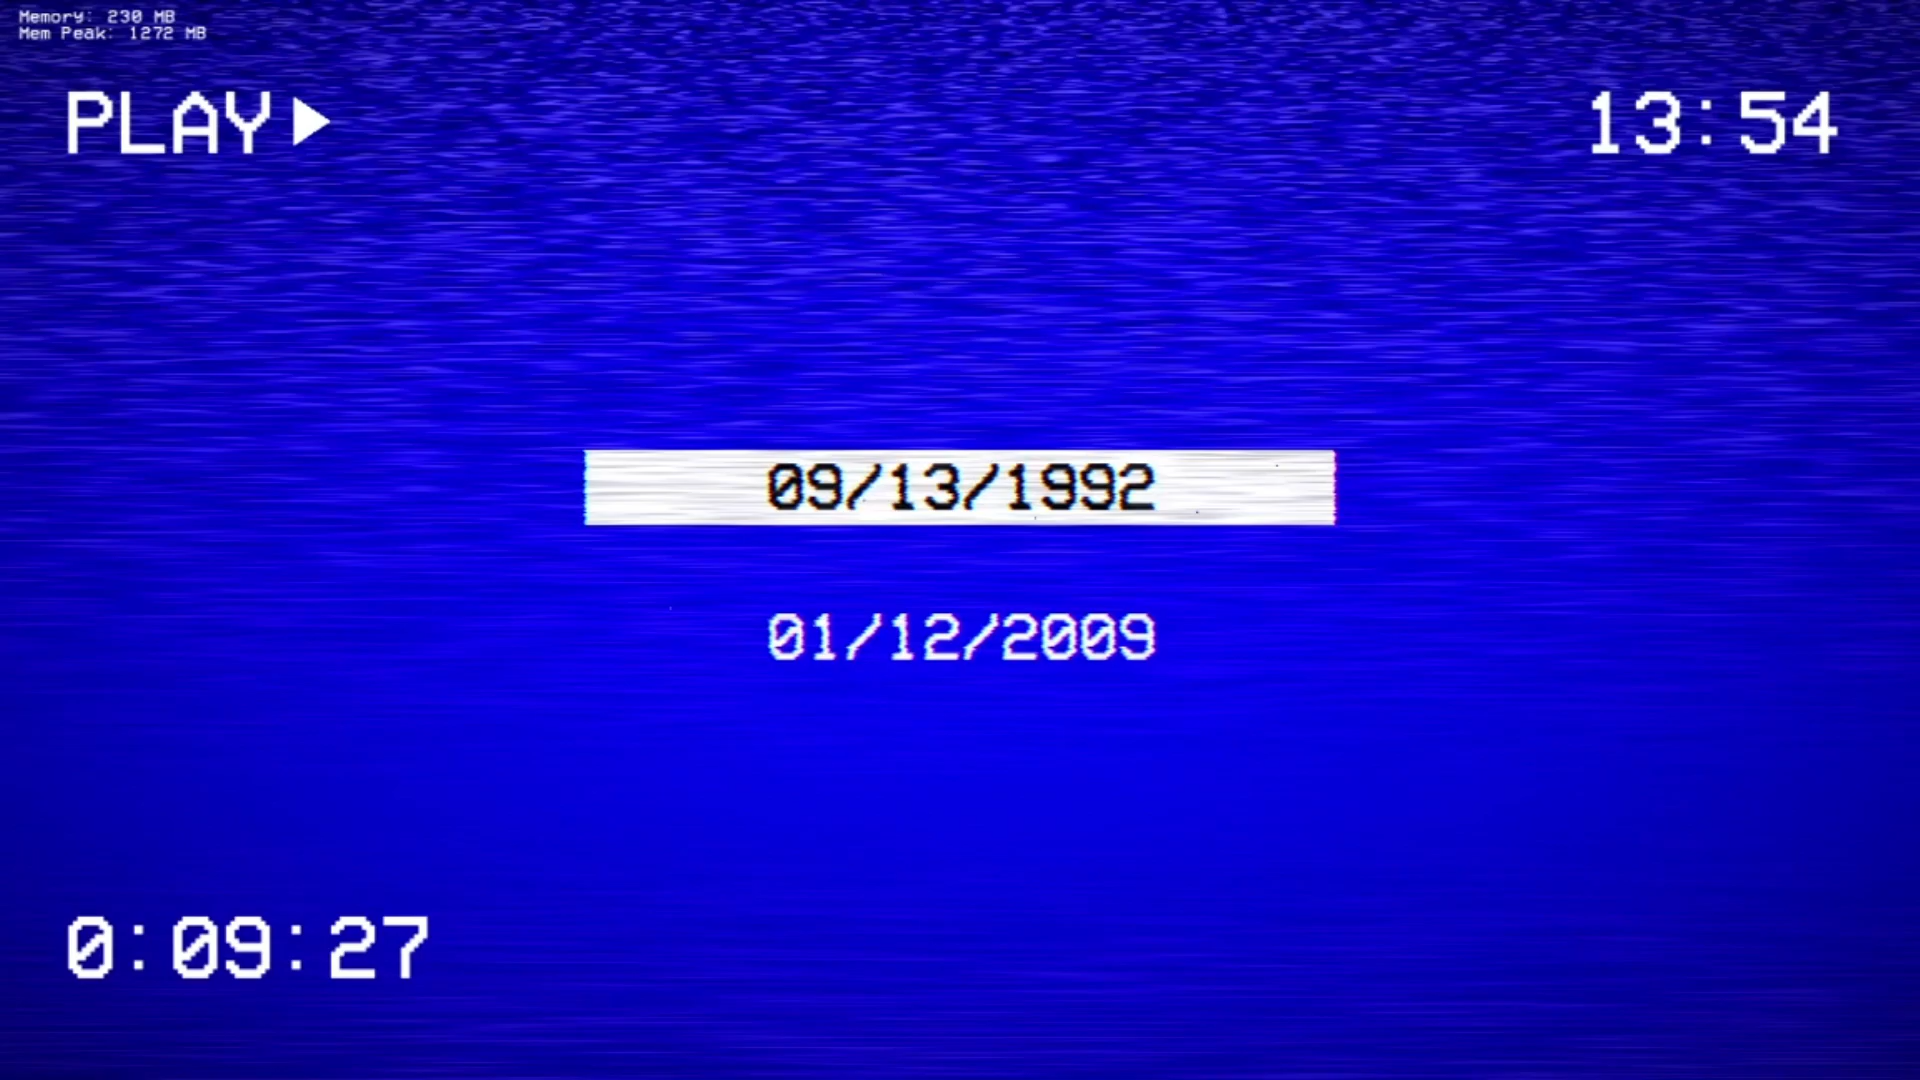 Memory: 230 MB
Mem Peak: 1272 MB
PLAY▶
13:54
09/13/1992
01/12/2009
0:09:27